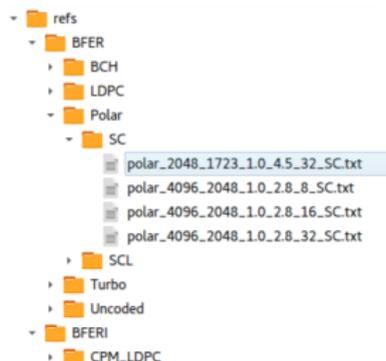 refs
BFER
BCH
LDPC
Polar
SC
polar_2048_1723_1.0_4.5_32_SC.txt
polar_4096_2048_1.0_2.8_8_SC.txt
polar_4096_2048_1.0_2.8_16_SC.txt
polar_4096_2048_1.0_2.8_32_SC.txt
SCL
Turbo
Uncoded
BFERI
CPM_LDPC